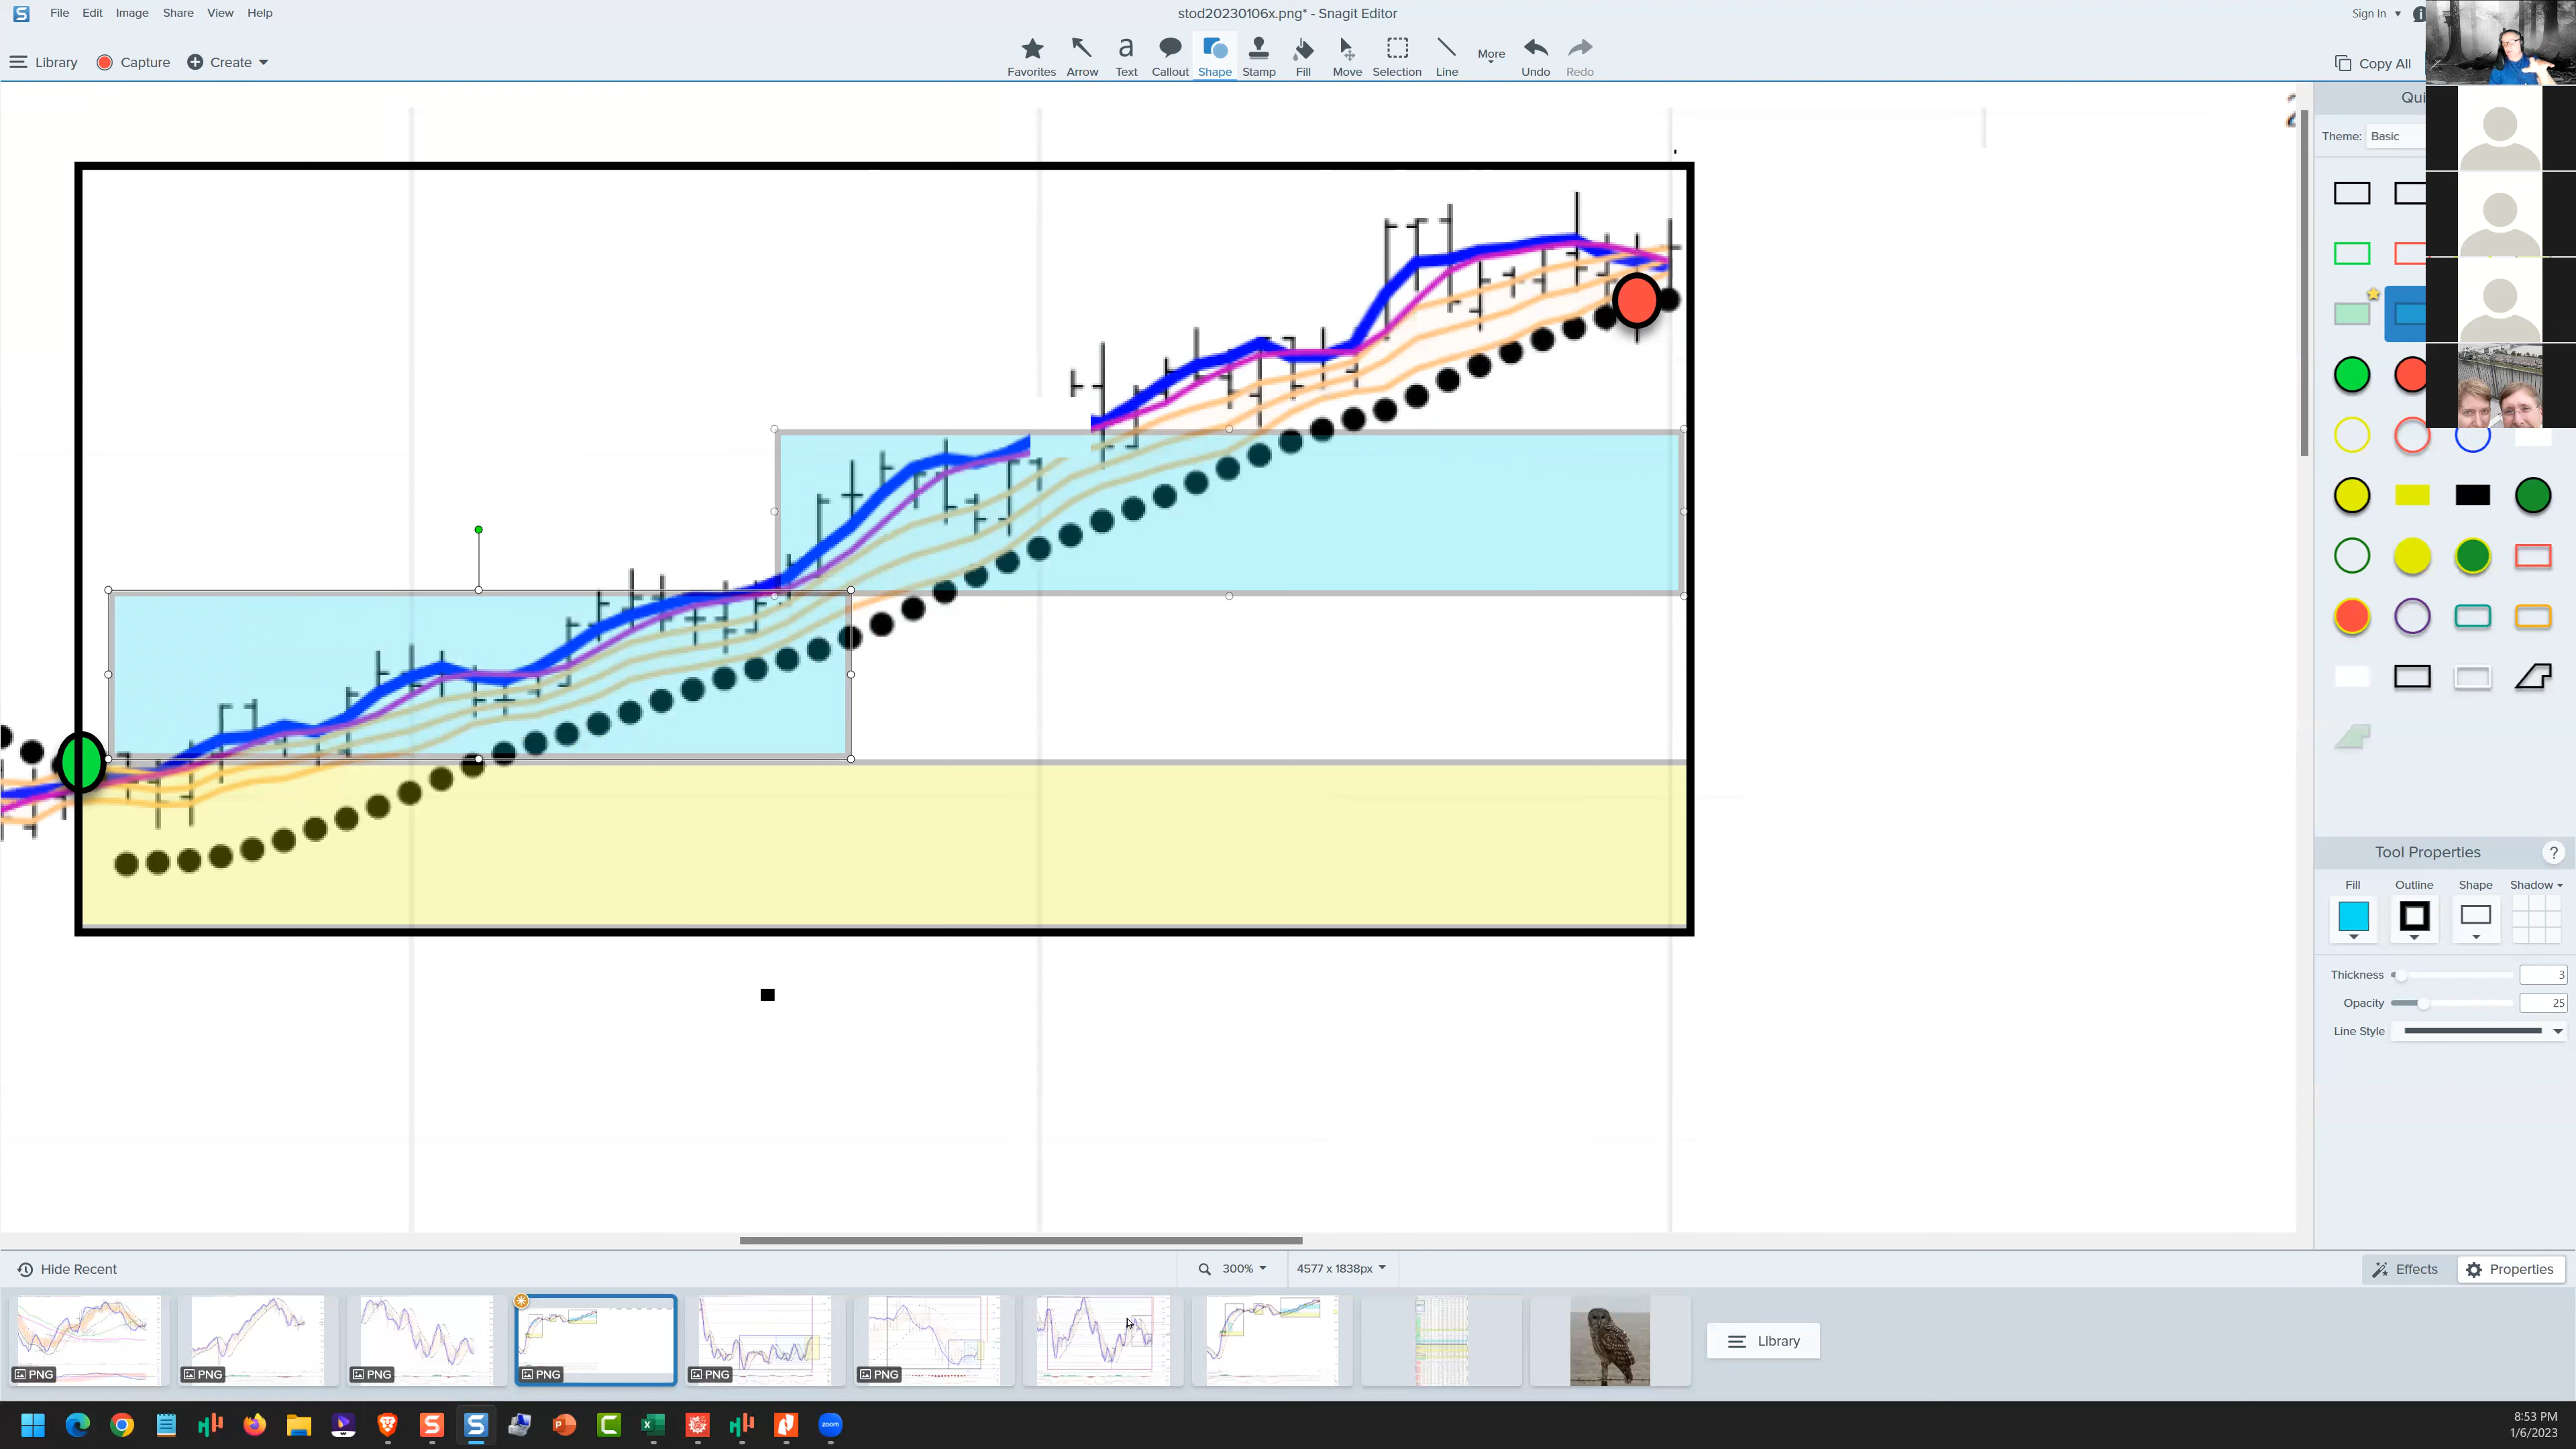 File Edit Image Share View Help
stod20230106x.png* - Snagit Editor
Sign In
Library Capture Create
Favorites Arrow Text Callout Shape Stamp Fill Move Selection Line More Undo Redo
Copy All
Theme: Basic
Tool Properties ?
Fill Outline Shape Shadow
Thickness 3
Opacity 25
Line Style
Hide Recent
300% 4577 x 1838px
Effects Properties
PNG PNG PNG PNG PNG PNG
Library
zoom
8:53 PM
1/6/2023